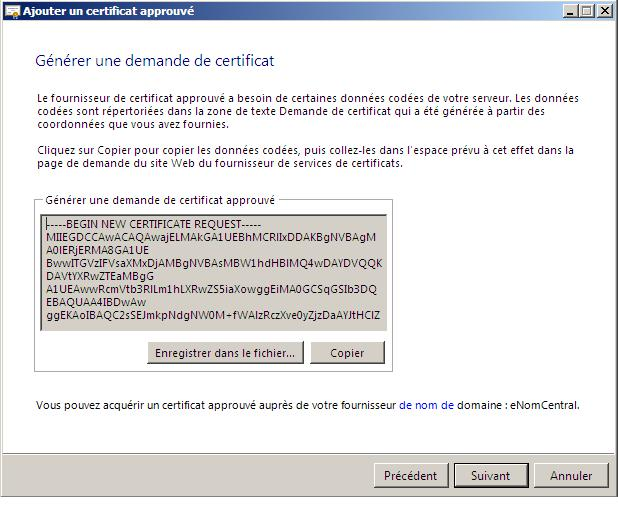 Ajouter un certificat approuvé
Générer une demande de certificat
Le fournisseur de certificat approuvé a besoin de certaines données codées de votre serveur. Les données
codées sont répertoriées dans la zone de texte Demande de certificat qui a été générée à partir des
coordonnées que vous avez fournies.
Cliquez sur Copier pour copier les données codées, puis collez-les dans l'espace prévu à cet effet dans la
page de demande du site Web du fournisseur de services de certificats.
Générer une demande de certificat approuvé
-----BEGIN NEW CERTIFICATE REQUEST-----
MIIEGDCCAwACAQAwajELMAkGA1UEBhMCRlIxDDAKBgNVBAgM
A0lERjERMA8GA1UE
BwwITGVzIFVsaXMxDjAMBgNVBAsMBW1hdHBlMQ4wDAYDVQQK
DAVtYXRwZTEaMBgG
A1UEAwwRcmVtb3RlLm1hLXRwZS5iaXowggEiMA0GCSqGSIb3DQ
EBAQUAA4IBDwAw
ggEKAoIBAQC2sSEJmkpNdgNW0M+fWAlzRczXve0yZjzDaAYJtHClZ
Enregistrer dans le fichier...
Copier
Vous pouvez acquérir un certificat approuvé auprès de votre fournisseur de nom de domaine : eNomCentral.
Précédent
Suivant
Annuler